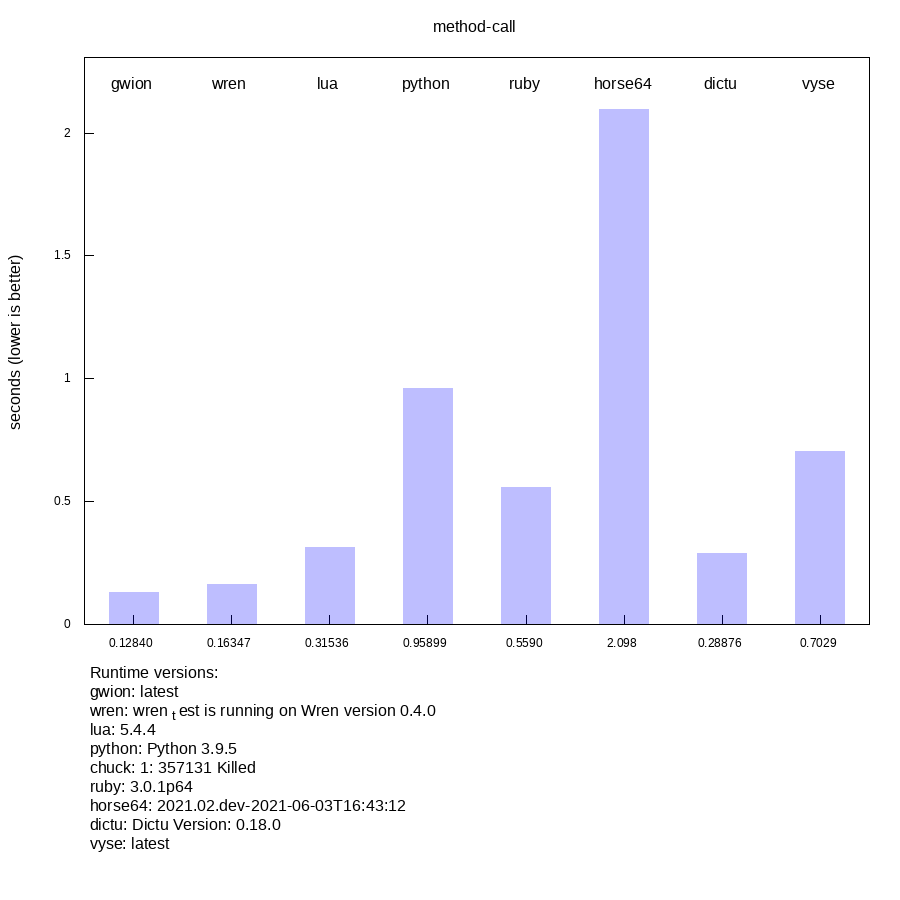 method-call
gwion wren lua python ruby horse64 dictu vyse
seconds (lower is better)
2
1.5
1
0.5
0
0.12840 0.16347 0.31536 0.95899 0.5590 2.098 0.28876 0.7029
Runtime versions:
gwion: latest
wren: wren t est is running on Wren version 0.4.0
lua: 5.4.4
python: Python 3.9.5
chuck: 1: 357131 Killed
ruby: 3.0.1p64
horse64: 2021.02.dev-2021-06-03T16:43:12
dictu: Dictu Version: 0.18.0
vyse: latest